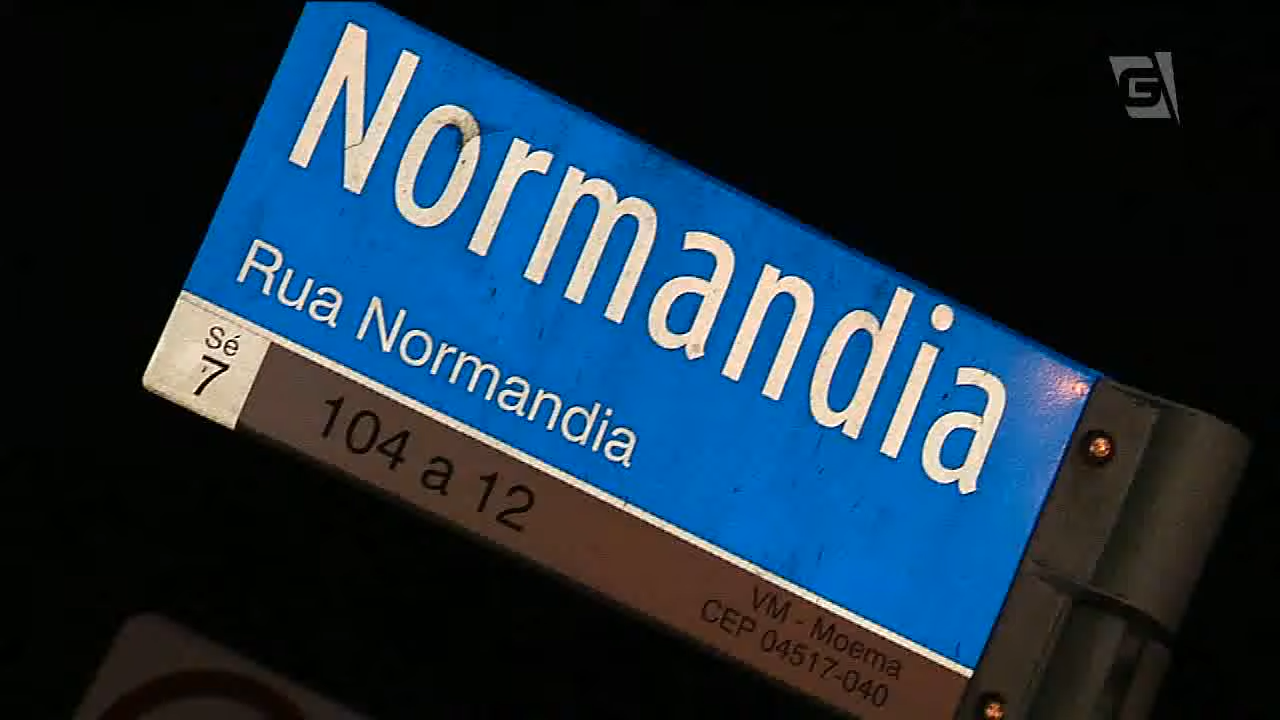 Normandia
Rua Normandia
Sé
7
104 a 12
VM - Moema
CEP 04517-040
G